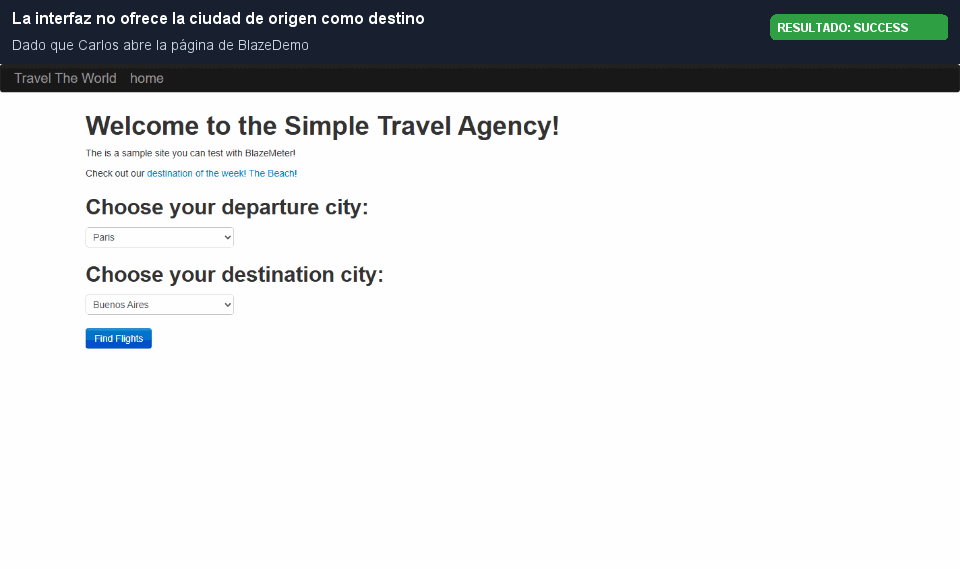 La interfaz no ofrece la ciudad de origen como destino
Dado que Carlos abre la página de BlazeDemo
RESULTADO: SUCCESS
Travel The World home
Welcome to the Simple Travel Agency!
The is a sample site you can test with BlazeMeter!
Check out our destination of the week! The Beach!
Choose your departure city:
Paris
Choose your destination city:
Buenos Aires
Find Flights